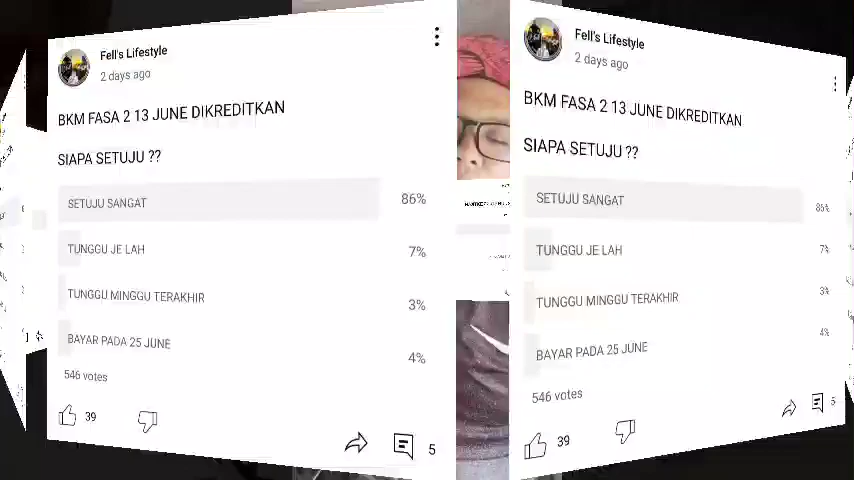 Fell's Lifestyle
2 days ago
BKM FASA 2 13 JUNE DIKREDITKAN
SIAPA SETUJU ??
SETUJU SANGAT 86%
TUNGGU JE LAH 7%
TUNGGU MINGGU TERAKHIR 3%
BAYAR PADA 25 JUNE 4%
546 votes
39
5
Fell's Lifestyle
2 days ago
BKM FASA 2 13 JUNE DIKREDITKAN
SIAPA SETUJU ??
SETUJU SANGAT 86%
TUNGGU JE LAH 7%
TUNGGU MINGGU TERAKHIR 3%
BAYAR PADA 25 JUNE 4%
546 votes
39
5